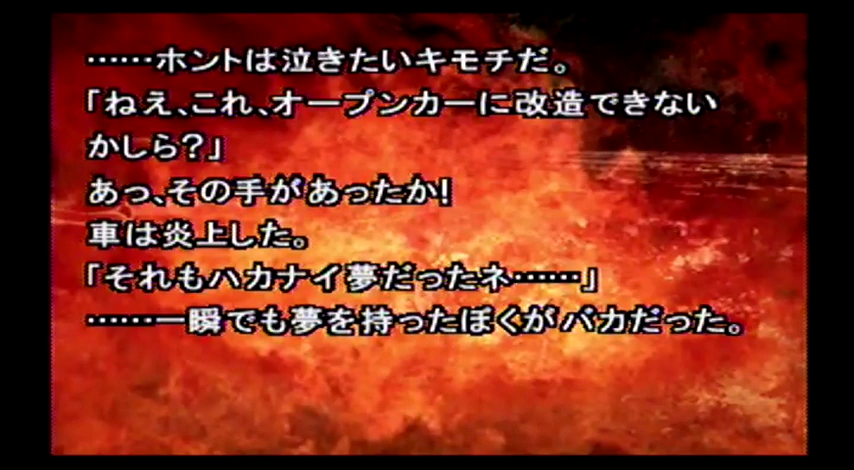 ……ホントは泣きたいキモチだ。
「ねえ、これ、オープンカーに改造できない
かしら?」
あっ、その手があったか!
車は炎上した。
「それもハカナイ夢だったネ……」
……一瞬でも夢を持ったぼくがバカだった。